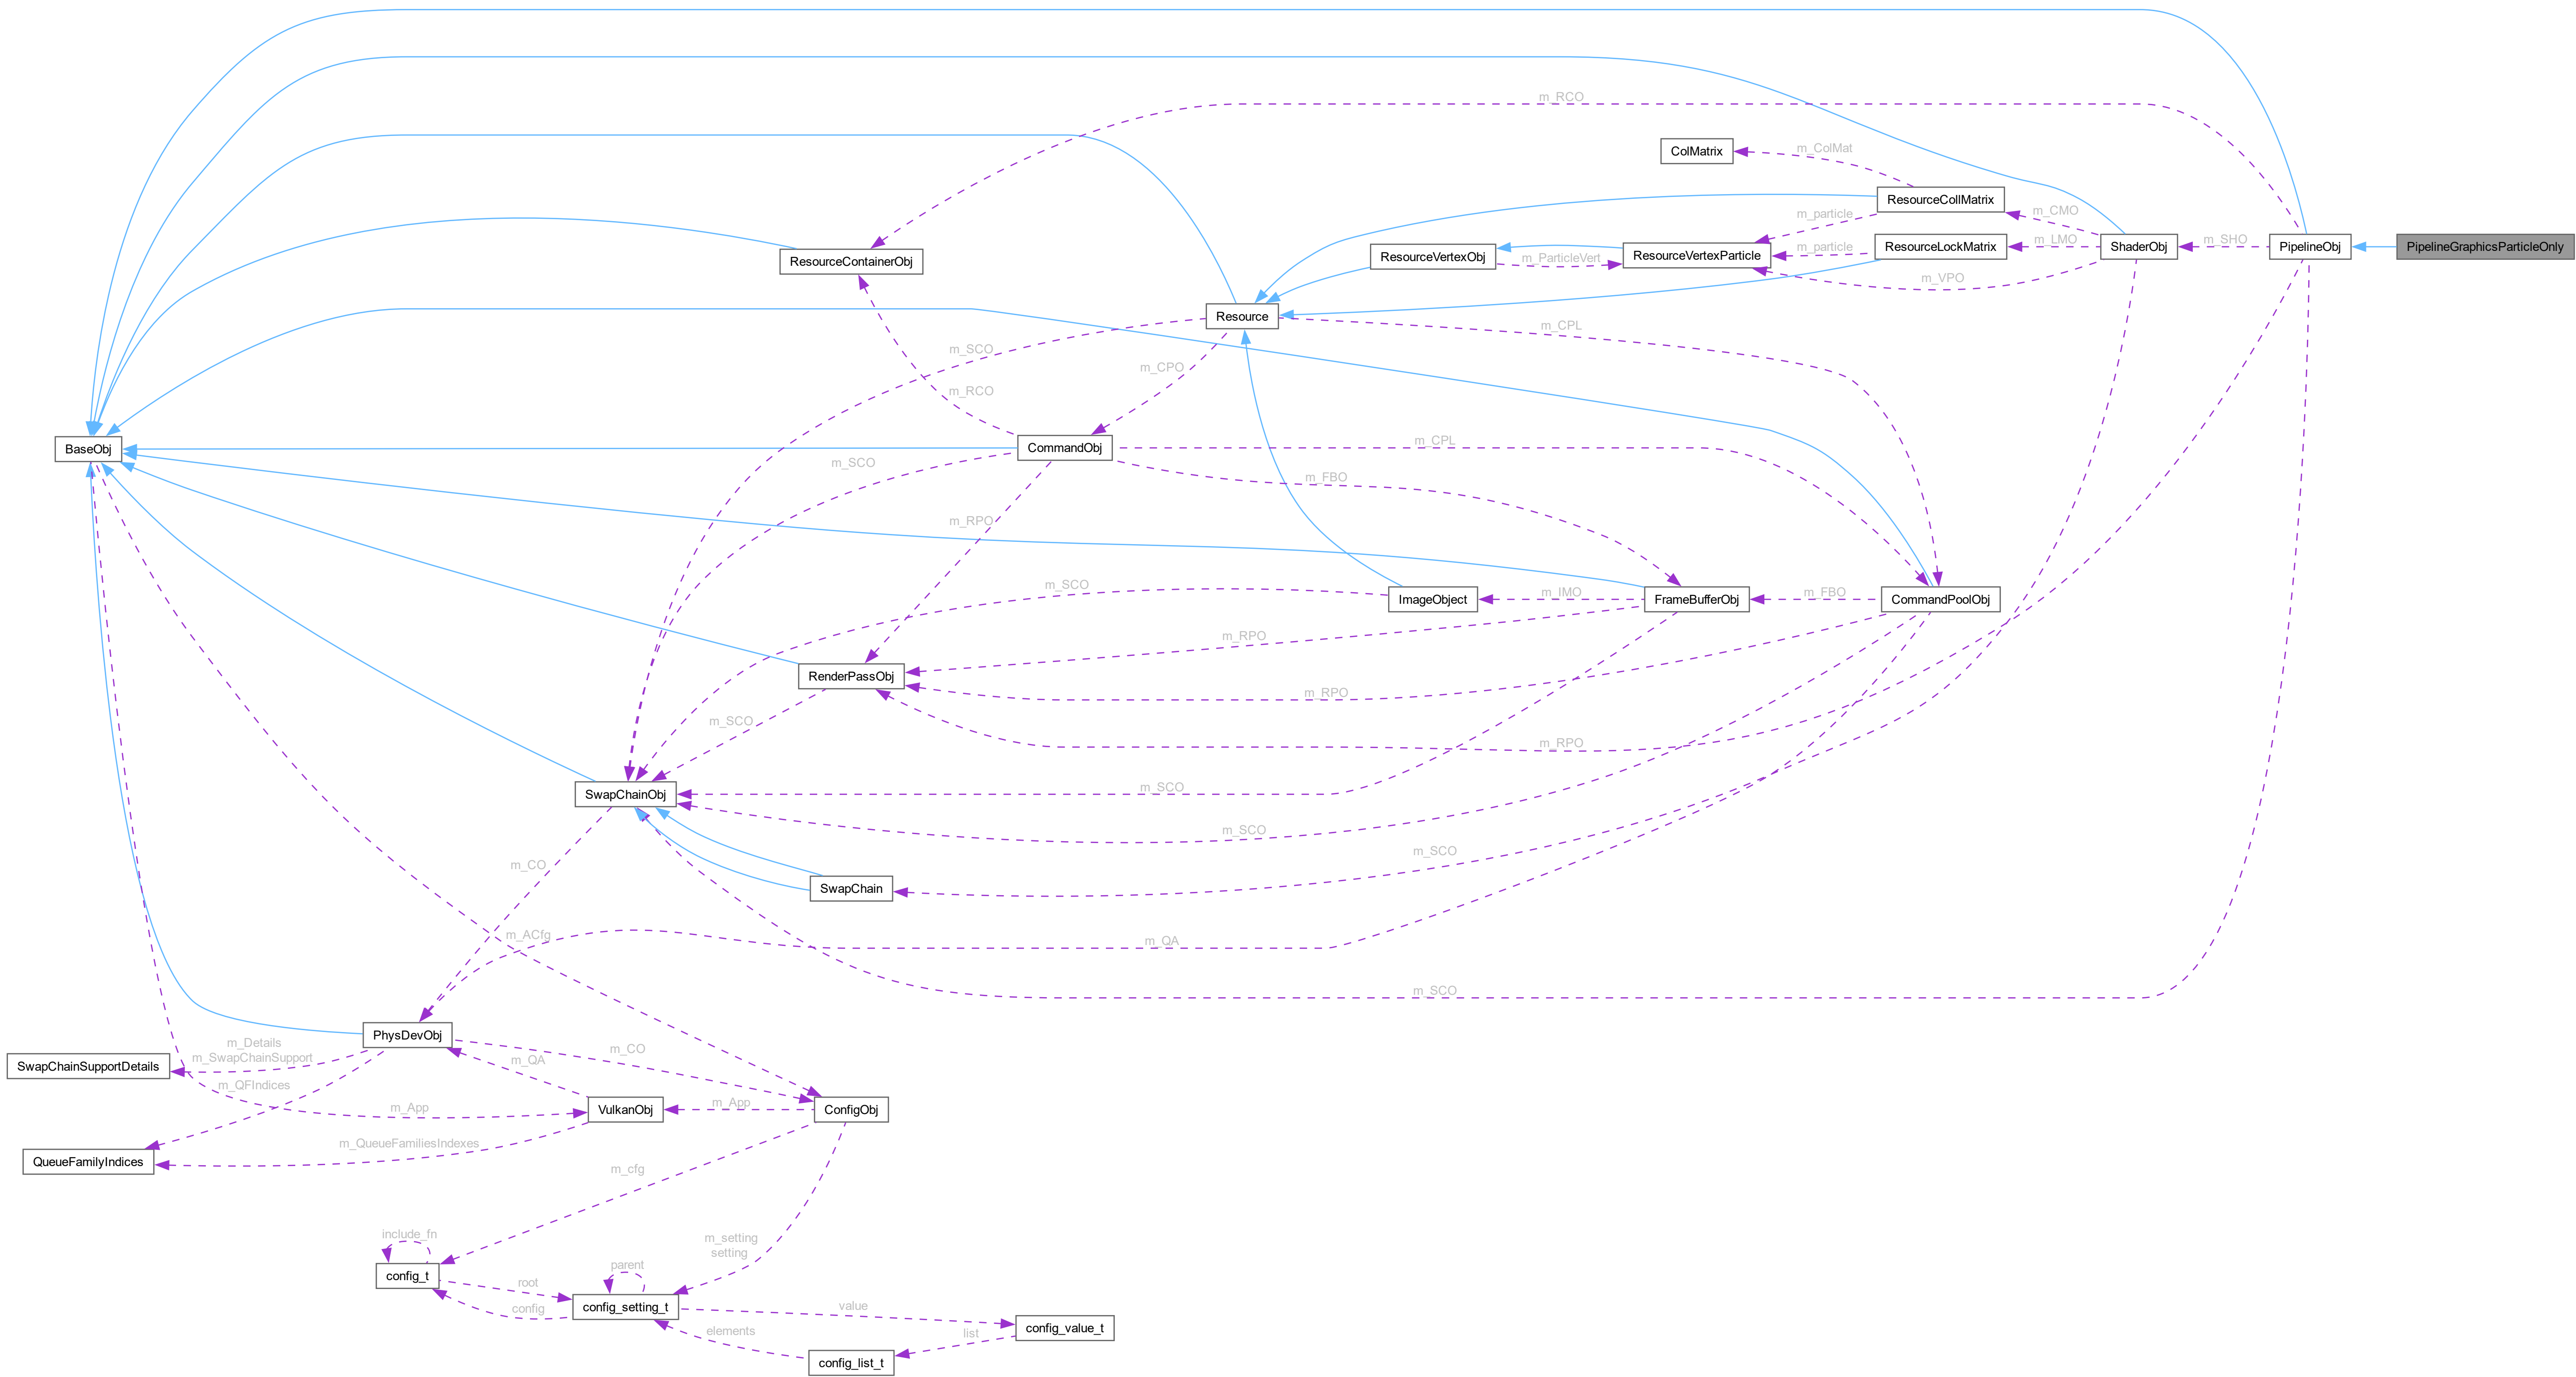 m_RCO
m_ColMat
ColMatrix
ResourceCollMatrix
m_CMO
m_particle
ResourceContainerObj
ResourceVertexObj
m_ParticleVert
ResourceVertexParticle
m_particle
ResourceLockMatrix
m_LMO
ShaderObj
m_SHO
PipelineObj
PipelineGraphicsParticleOnly
m_VPO
Resource
m_CPL
m_SCO
m_CPO
m_RCO
BaseObj
CommandObj
m_CPL
m_SCO
m_FBO
m_RPO
m_SCO
ImageObject
m_IMO
FrameBufferObj
m_FBO
CommandPoolObj
m_RPO
RenderPassObj
m_RPO
m_SCO
m_RPO
SwapChainObj
m_SCO
m_SCO
m_CO
m_SCO
SwapChain
m_ACfg
m_QA
m_SCO
PhysDevObj
m_Details
m_SwapChainSupport
m_CO
SwapChainSupportDetails
m_QA
m_QFIndices
m_App
VulkanObj
m_App
ConfigObj
m_QueueFamiliesIndexes
QueueFamilyIndices
m_cfg
include_fn
m_setting
setting
config_t
root
parent
config
config_setting_t
value
config_value_t
elements
list
config_list_t